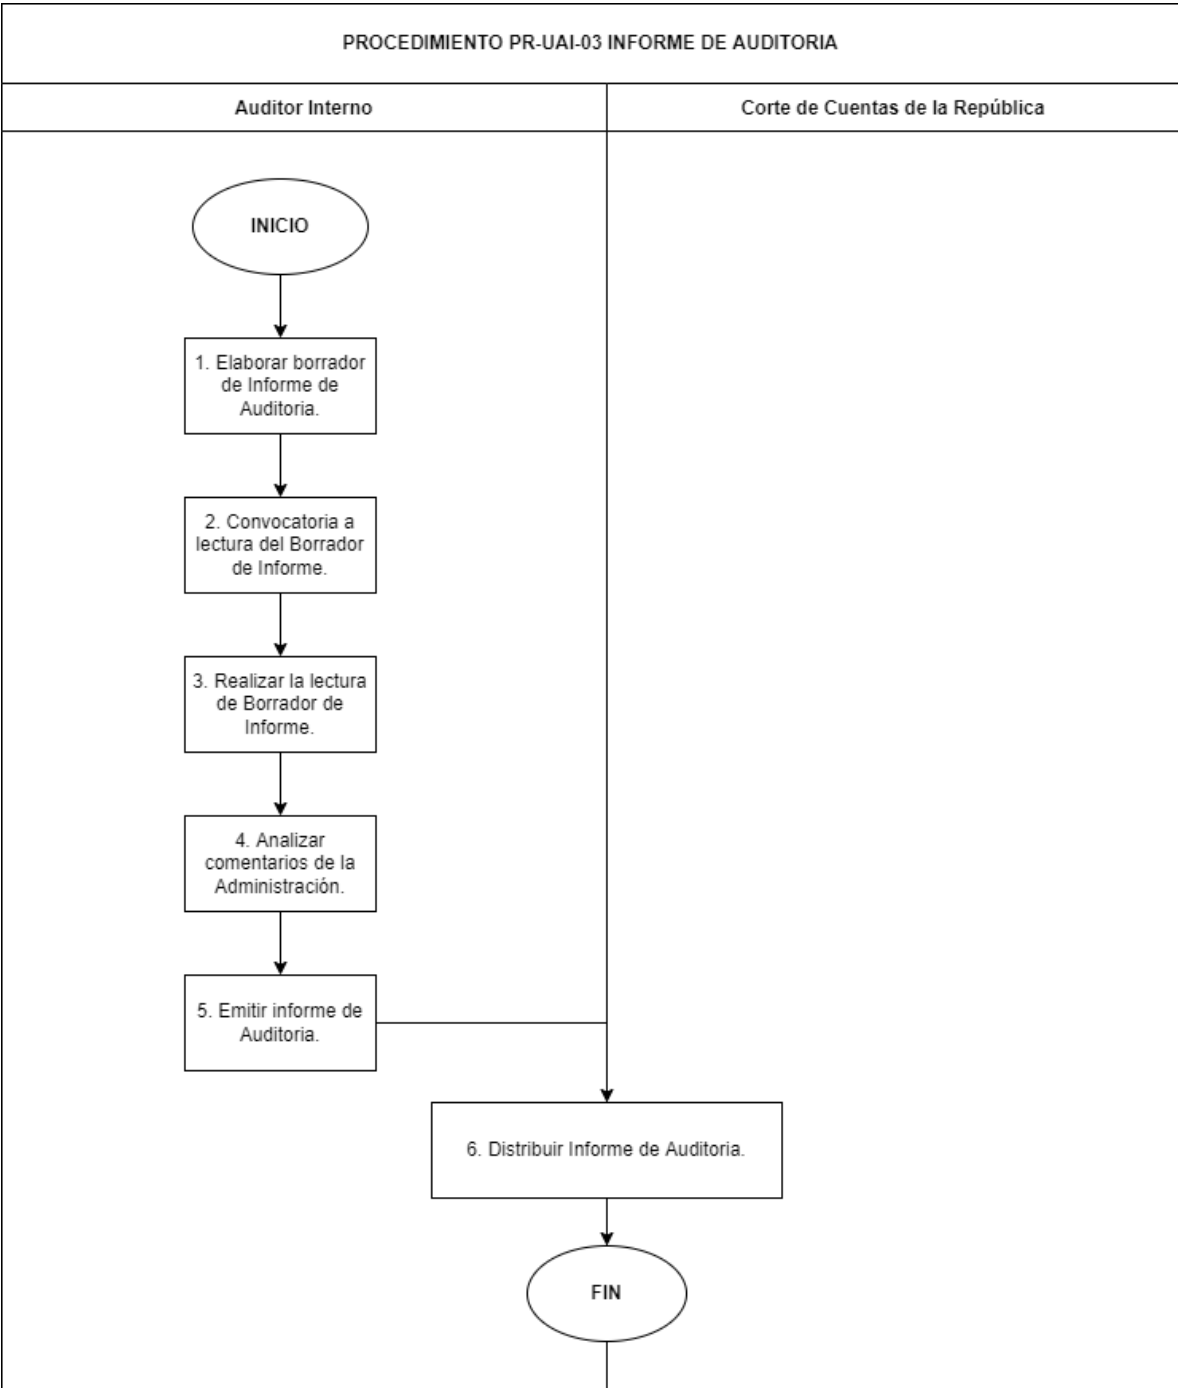 PROCEDIMIENTO PR-UAI-03 INFORME DE AUDITORIA
Auditor Interno
Corte de Cuentas de la República
INICIO
1. Elaborar borrador
de Informe de
Auditoria.
2. Convocatoria a
lectura del Borrador
de Informe.
3. Realizar la lectura
de Borrador de
Informe.
4. Analizar
comentarios de la
Administración.
5. Emitir informe de
Auditoria.
6. Distribuir Informe de Auditoria.
FIN